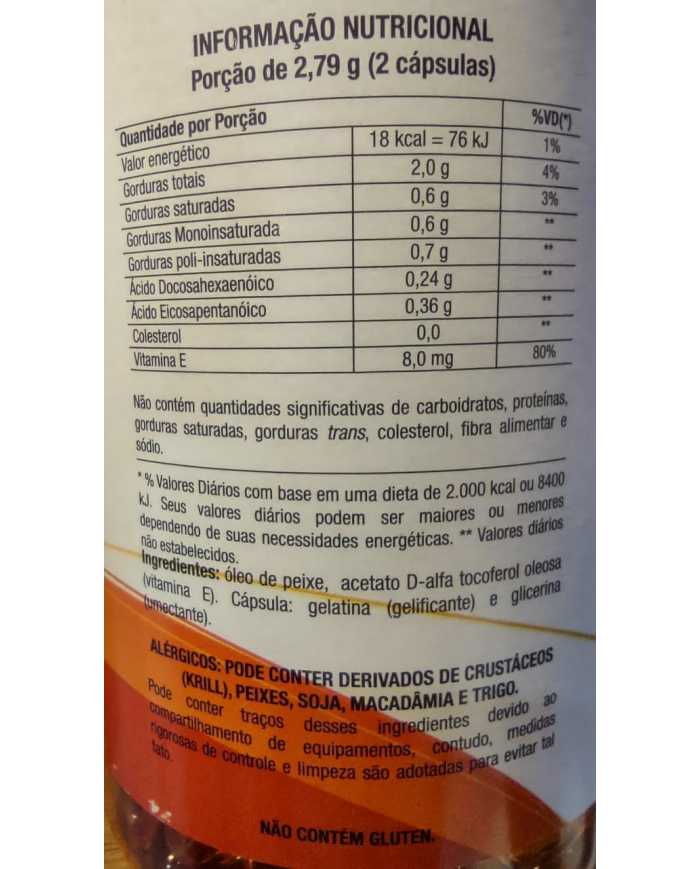 INFORMAÇÃO NUTRICIONAL
Porção de 2,79 g (2 cápsulas)
Quantidade por Porção %VD(*)
Valor energético 18 kcal = 76 kJ 1%
Gorduras totais 2,0 g 4%
Gorduras saturadas 0,6 g 3%
Gorduras Monoinsaturada 0,6 g **
Gorduras poli-insaturadas 0,7 g **
Ácido Docosahexaenóico 0,24 g **
Ácido Eicosapentanóico 0,36 g **
Colesterol 0,0 **
Vitamina E 8,0 mg 80%
Não contém quantidades significativas de carboidratos, proteínas,
gorduras saturadas, gorduras trans, colesterol, fibra alimentar e
sódio.
* % Valores Diários com base em uma dieta de 2.000 kcal ou 8400
kJ. Seus valores diários podem ser maiores ou menores
dependendo de suas necessidades energéticas. ** Valores diários
não estabelecidos.
Ingredientes: óleo de peixe, acetato D-alfa tocoferol oleosa
(vitamina E). Cápsula: gelatina (gelificante) e glicerina
(umectante).
ALÉRGICOS: PODE CONTER DERIVADOS DE CRUSTÁCEOS
(KRILL), PEIXES, SOJA, MACADÂMIA E TRIGO.
Pode conter traços desses ingredientes devido ao
compartilhamento de equipamentos, contudo, medidas
rigorosas de controle e limpeza são adotadas para evitar tal
fato.
NÃO CONTÉM GLUTEN.